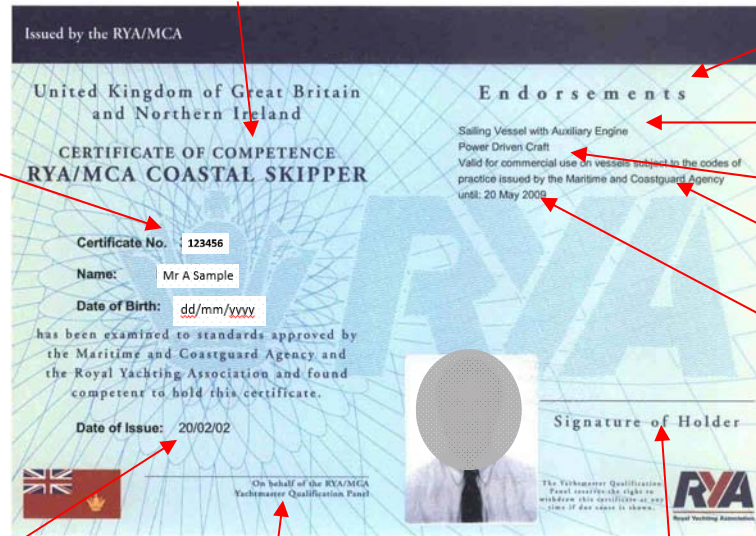 Issued by the RYA/MCA
United Kingdom of Great Britain
and Northern Ireland
CERTIFICATE OF COMPETENCE
RYA/MCA COASTAL SKIPPER
Certificate No. 123456
Name: Mr A Sample
Date of Birth: dd/mm/yyyy
has been examined to standards approved by
the Maritime and Coastguard Agency and
the Royal Yachting Association and found
competent to hold this certificate.
Date of Issue: 20/02/02
On behalf of the RYA/MCA
Yachtmaster Qualification Panel
Endorsements
Sailing Vessel with Auxiliary Engine
Power Driven Craft
Valid for commercial use on vessels subject to the codes of
practice issued by the Maritime and Coastguard Agency
until: 20 May 2009
RYA
Signature of Holder
The Yachtmaster Qualification
Panel reserves the right to
withdraw this certificate at any
time if due cause is shown.
RYA
Royal Yachting Association